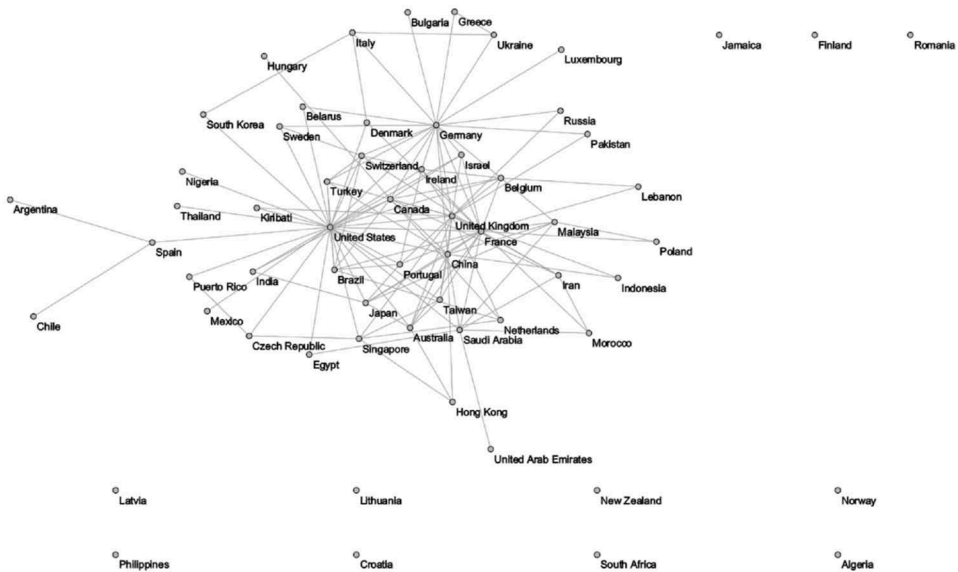 Bulgaria
Greece
Italy
Ukraine
Jamaica
Finland
Romania
Luxembourg
Hungary
Belarus
Russia
South Korea
Sweden
Denmark
Germany
Pakistan
Switzerland
Israel
Ireland
Nigeria
Turkey
Belgium
Lebanon
Argentina
Thailand
Kiribati
Canada
United Kingdom
Malaysia
United States
France
Spain
Poland
China
Puerto Rico
India
Brazil
Portugal
Iran
Indonesia
Mexico
Japan
Taiwan
Netherlands
Czech Republic
Singapore
Australia
Saudi Arabia
Morocco
Chile
Egypt
Hong Kong
United Arab Emirates
Latvia
Lithuania
New Zealand
Norway
Philippines
Croatia
South Africa
Algeria